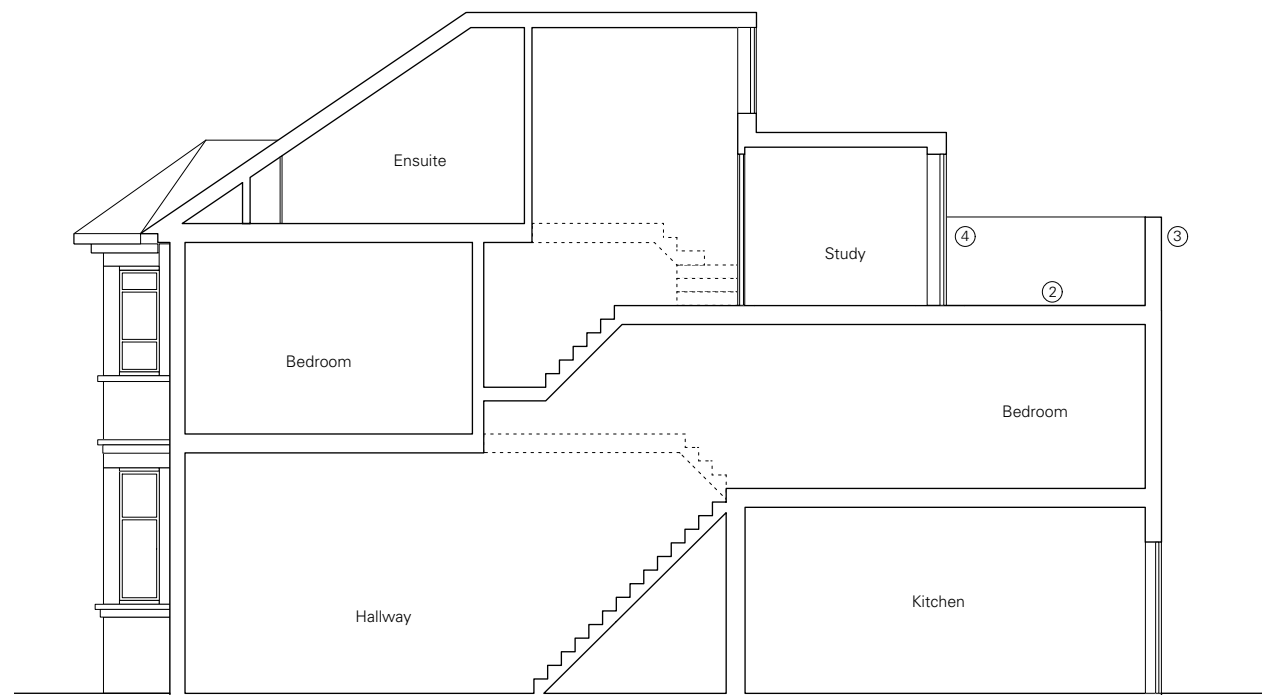 Ensuite
④
③
Study
②
Bedroom
Bedroom
Kitchen
Hallway